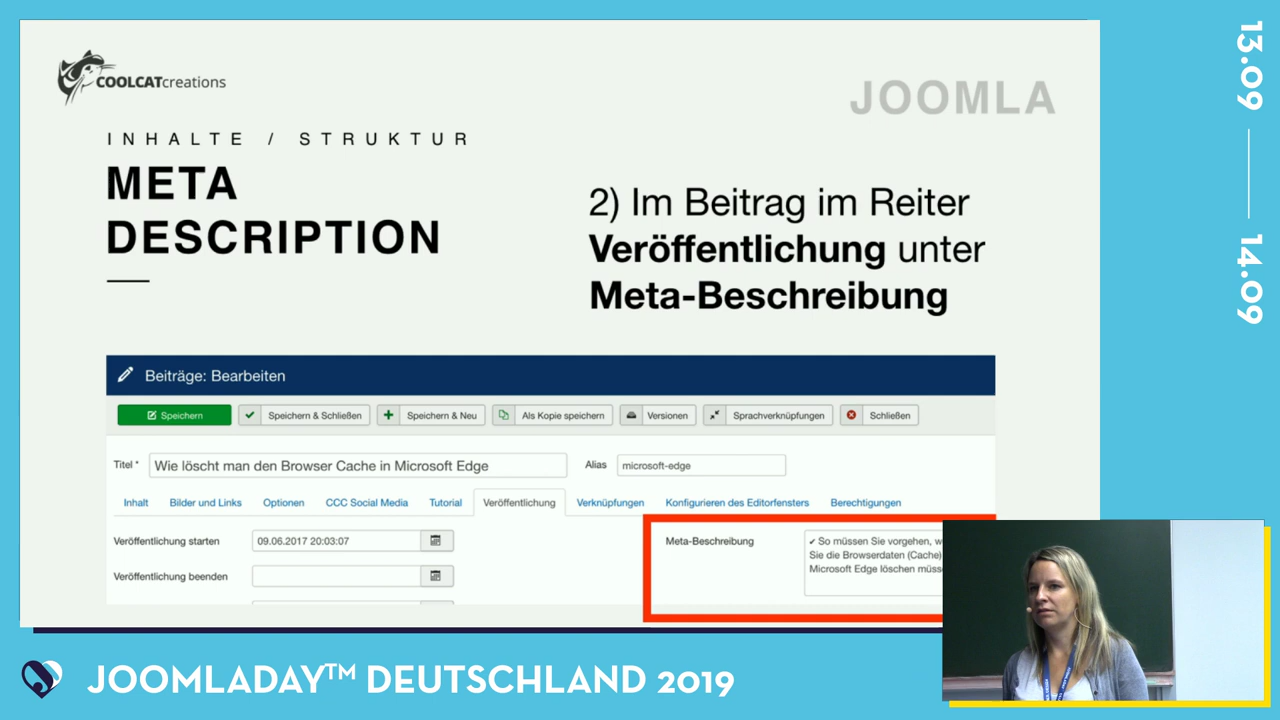 COOLCATcreations
JOOMLA
INHALTE / STRUKTUR
META
DESCRIPTION
2) Im Beitrag im Reiter
Veröffentlichung unter
Meta-Beschreibung
Beiträge: Bearbeiten
Speichern
Speichern & Schließen
Speichern & Neu
Als Kopie speichern
Versionen
Sprachverknüpfungen
Schließen
Titel *
Wie löscht man den Browser Cache in Microsoft Edge
Alias
microsoft-edge
Inhalt
Bilder und Links
Optionen
CCC Social Media
Tutorial
Veröffentlichung
Verknüpfungen
Konfigurieren des Editorfensters
Berechtigungen
Veröffentlichung starten
09.06.2017 20:03:07
Veröffentlichung beenden
Meta-Beschreibung
✔ So müssen Sie vorgehen, w
Sie die Browserdaten (Cache)
Microsoft Edge löschen müss
13.09
14.09
JOOMLADAY™ DEUTSCHLAND 2019